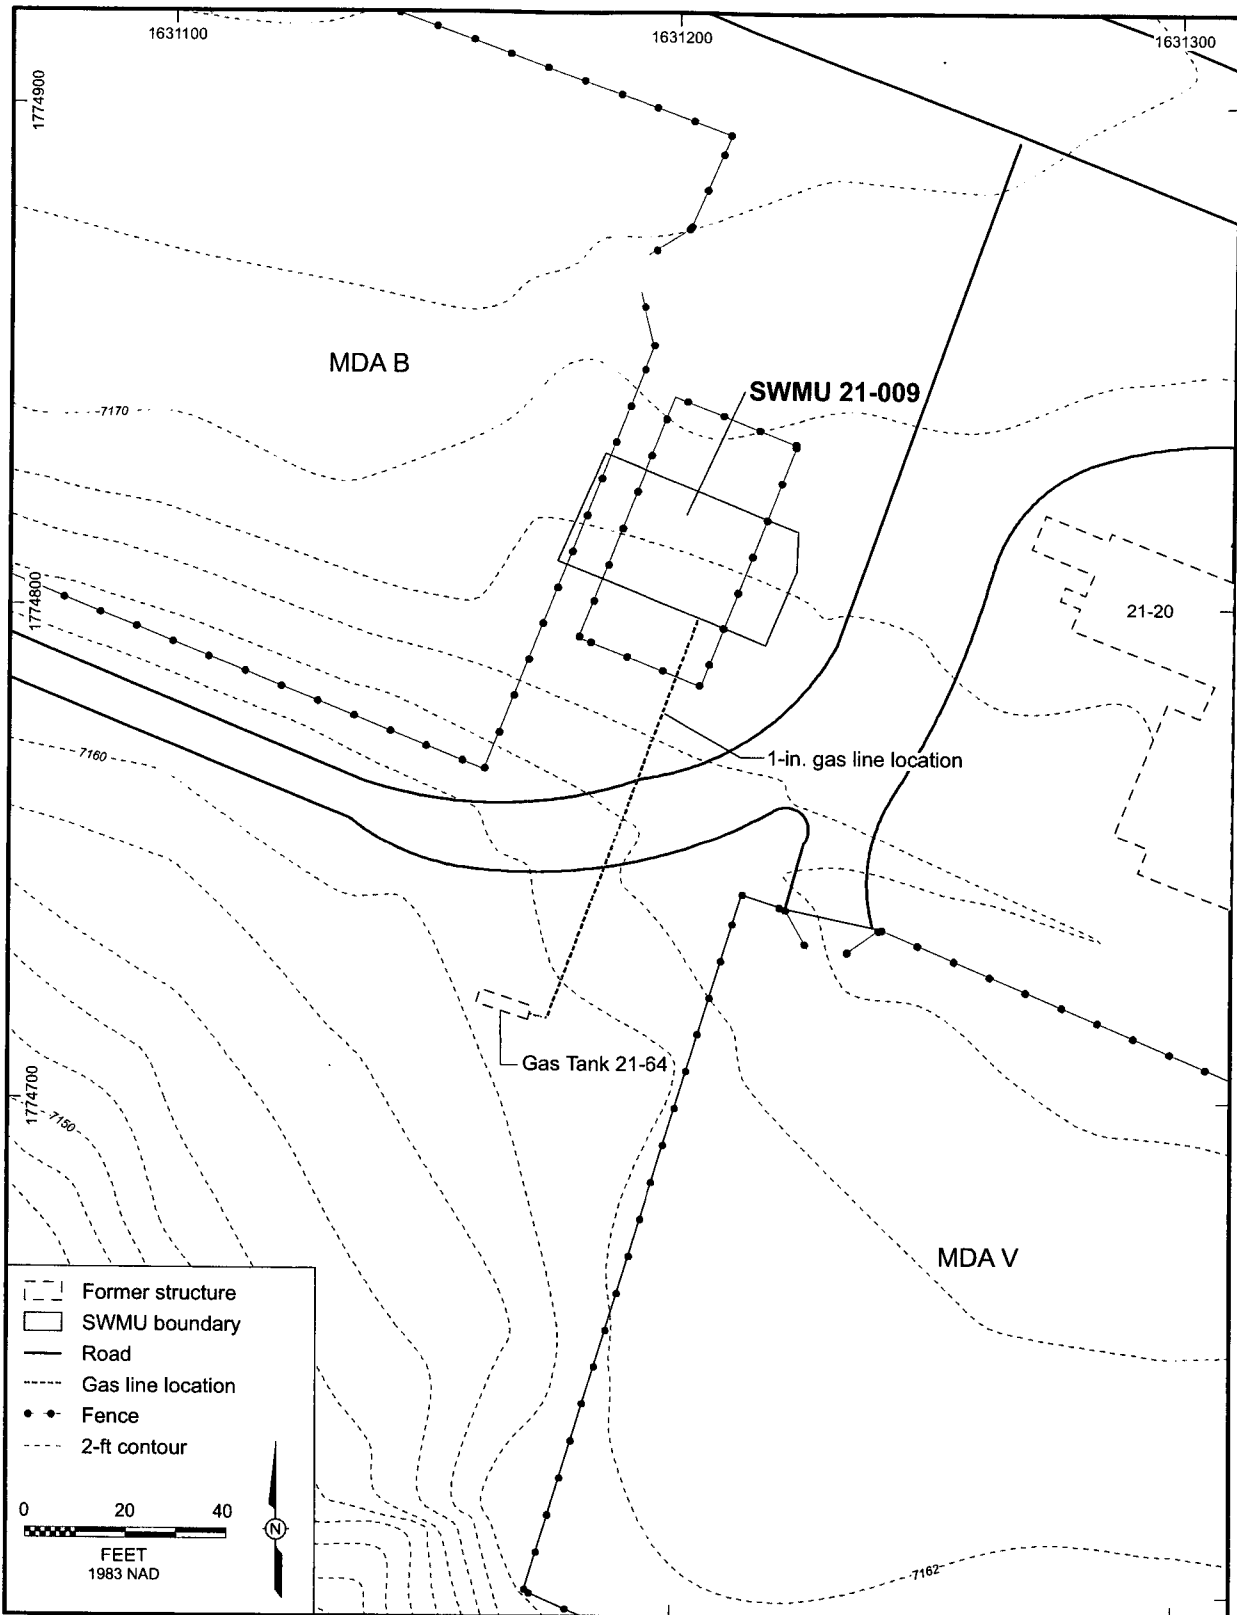 1631100
1631200
1631300
1774900
MDA B
SWMU 21-009
7170
1774800
21-20
7160
1-in. gas line location
Gas Tank 21-64
1774700
7150
MDA V
Former structure
SWMU boundary
Road
Gas line location
Fence
2-ft contour
0 20 40
FEET
1983 NAD
N
7162